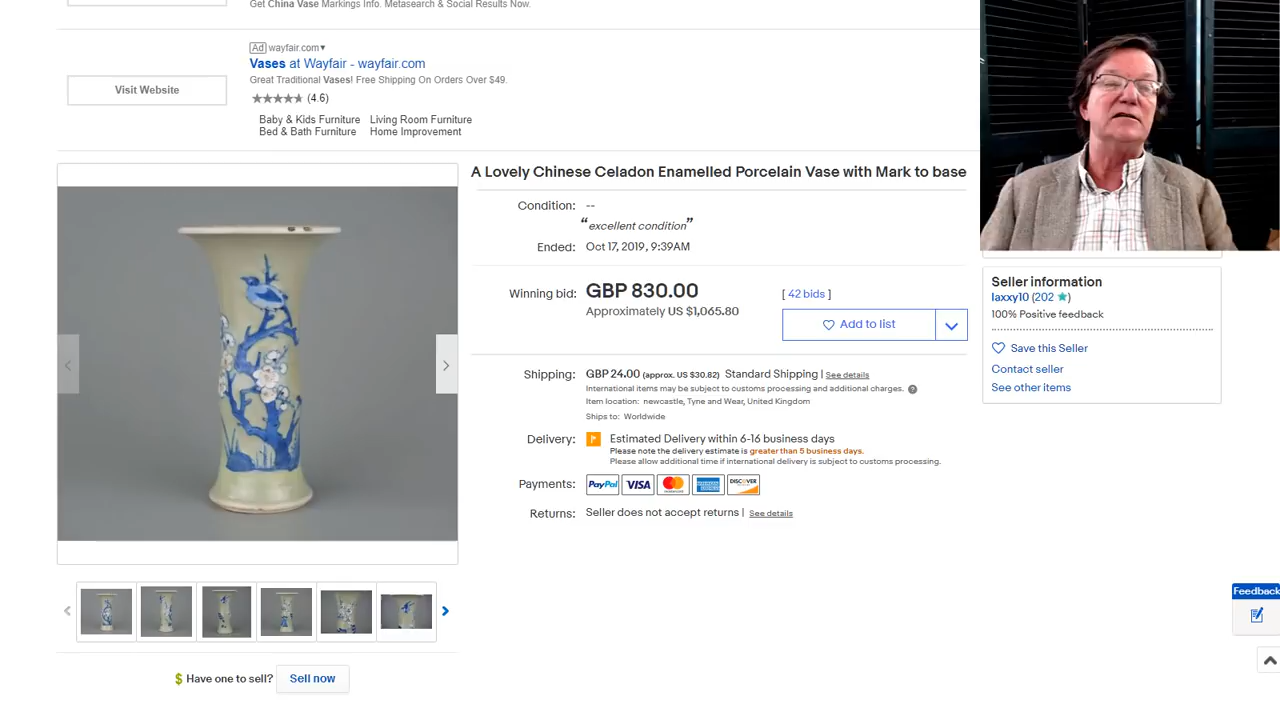 Get China Vase Markings Info. Metasearch & Social Results Now.
Ad wayfair.com▾
Vases at Wayfair - wayfair.com
Visit Website
Great Traditional Vases! Free Shipping On Orders Over $49.
(4.6)
Baby & Kids Furniture Living Room Furniture
Bed & Bath Furniture Home Improvement
A Lovely Chinese Celadon Enamelled Porcelain Vase with Mark to base
Condition: --
“excellent condition”
Ended: Oct 17, 2019, 9:39AM
Winning bid: GBP 830.00 [ 42 bids ]
Approximately US $1,065.80
Add to list
Shipping: GBP 24.00 (approx. US $30.82) Standard Shipping | See details
International items may be subject to customs processing and additional charges. ?
Item location: newcastle, Tyne and Wear, United Kingdom
Ships to: Worldwide
Delivery: Estimated Delivery within 6-16 business days
Please note the delivery estimate is greater than 5 business days.
Please allow additional time if international delivery is subject to customs processing.
Payments: PayPal VISA MasterCard AMERICAN EXPRESS DISCOVER
Returns: Seller does not accept returns | See details
Seller information
laxxy10 (202 ★)
100% Positive feedback
Save this Seller
Contact seller
See other items
Feedback
$ Have one to sell? Sell now